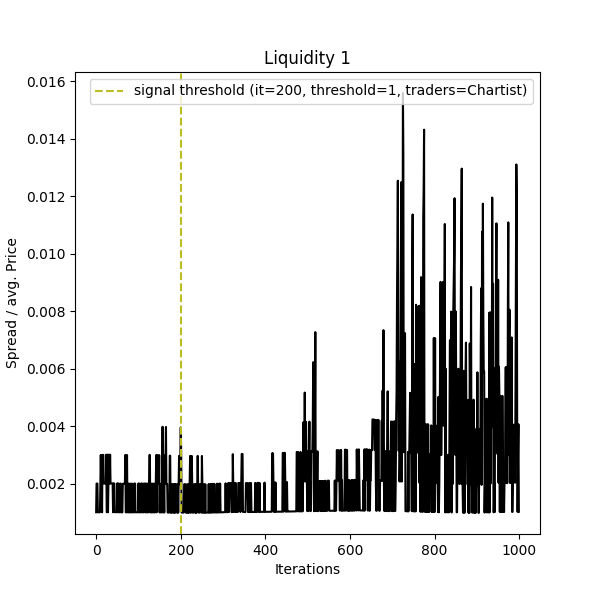 Liquidity 1
signal threshold (it=200, threshold=1, traders=Chartist)
0.016
0.014
0.012
0.010
0.008
0.006
0.004
0.002
Spread / avg. Price
0 200 400 600 800 1000
Iterations